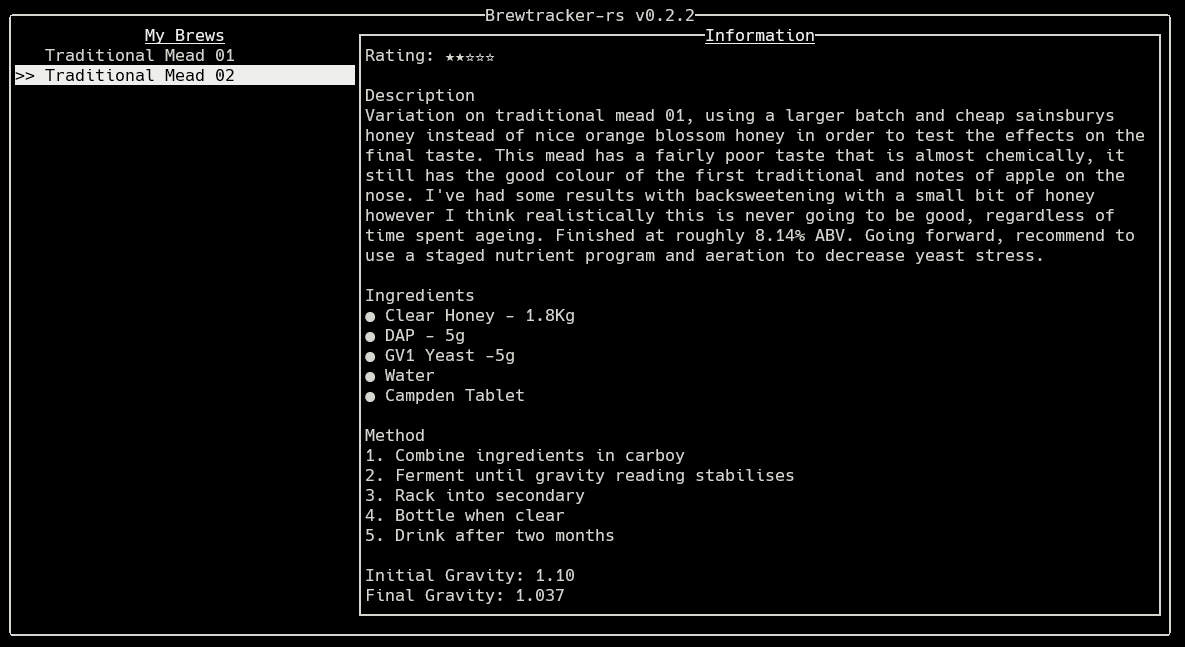 Brewtracker-rs v0.2.2
My Brews
Traditional Mead 01
>> Traditional Mead 02
Information
Rating: ★★☆☆☆
Description
Variation on traditional mead 01, using a larger batch and cheap sainsburys
honey instead of nice orange blossom honey in order to test the effects on the
final taste. This mead has a fairly poor taste that is almost chemically, it
still has the good colour of the first traditional and notes of apple on the
nose. I've had some results with backsweetening with a small bit of honey
however I think realistically this is never going to be good, regardless of
time spent ageing. Finished at roughly 8.14% ABV. Going forward, recommend to
use a staged nutrient program and aeration to decrease yeast stress.
Ingredients
● Clear Honey - 1.8Kg
● DAP - 5g
● GV1 Yeast -5g
● Water
● Campden Tablet
Method
1. Combine ingredients in carboy
2. Ferment until gravity reading stabilises
3. Rack into secondary
4. Bottle when clear
5. Drink after two months
Initial Gravity: 1.10
Final Gravity: 1.037